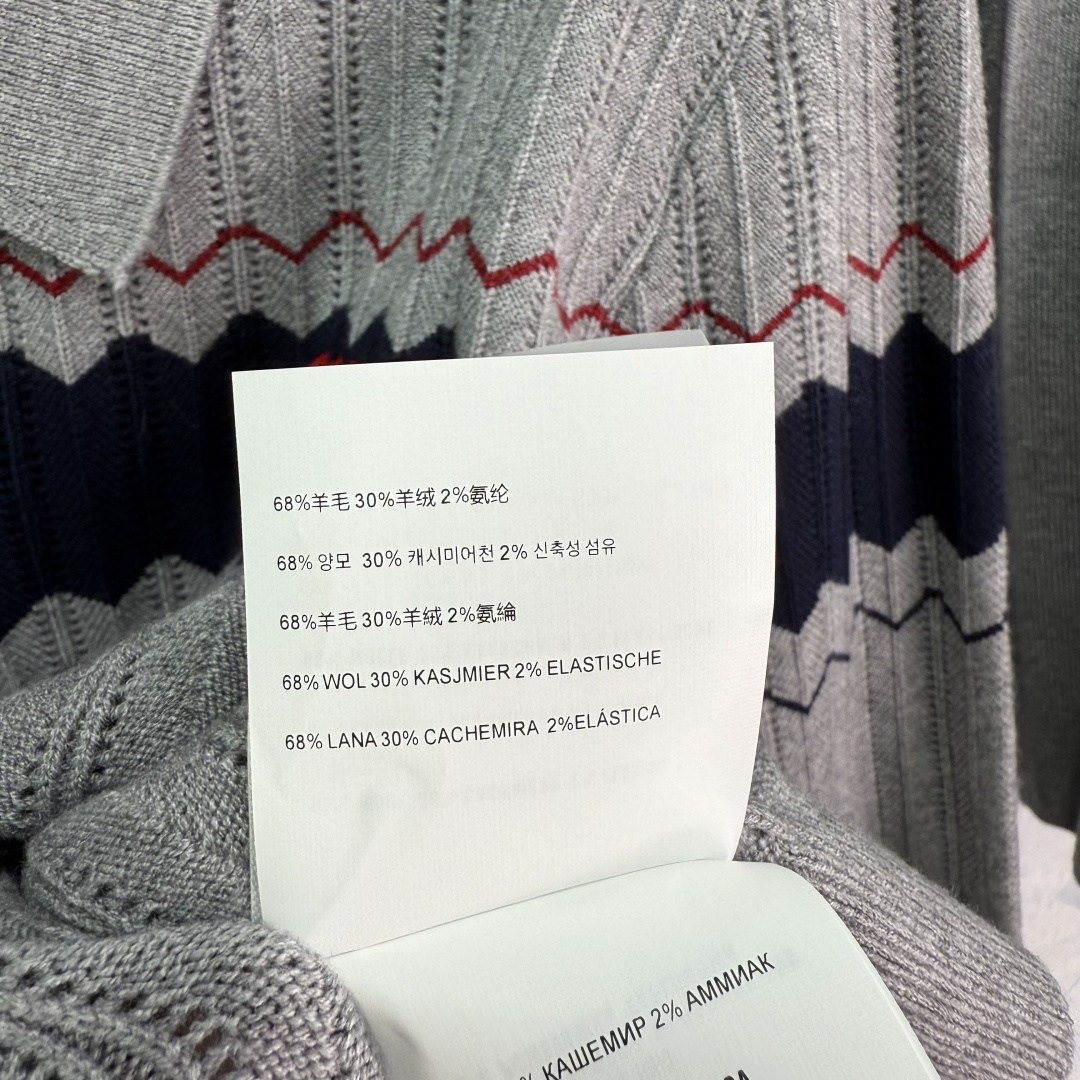 68%羊毛 30%羊绒 2%氨纶
68% 양모 30% 캐시미어천 2% 신축성 섬유
68%羊毛 30%羊絨 2%氨綸
68% WOL 30% KASJMIER 2% ELASTISCHE
68% LANA 30% CACHEMIRA 2%ELÁSTICA
% КАШЕМИР 2% АММИАК